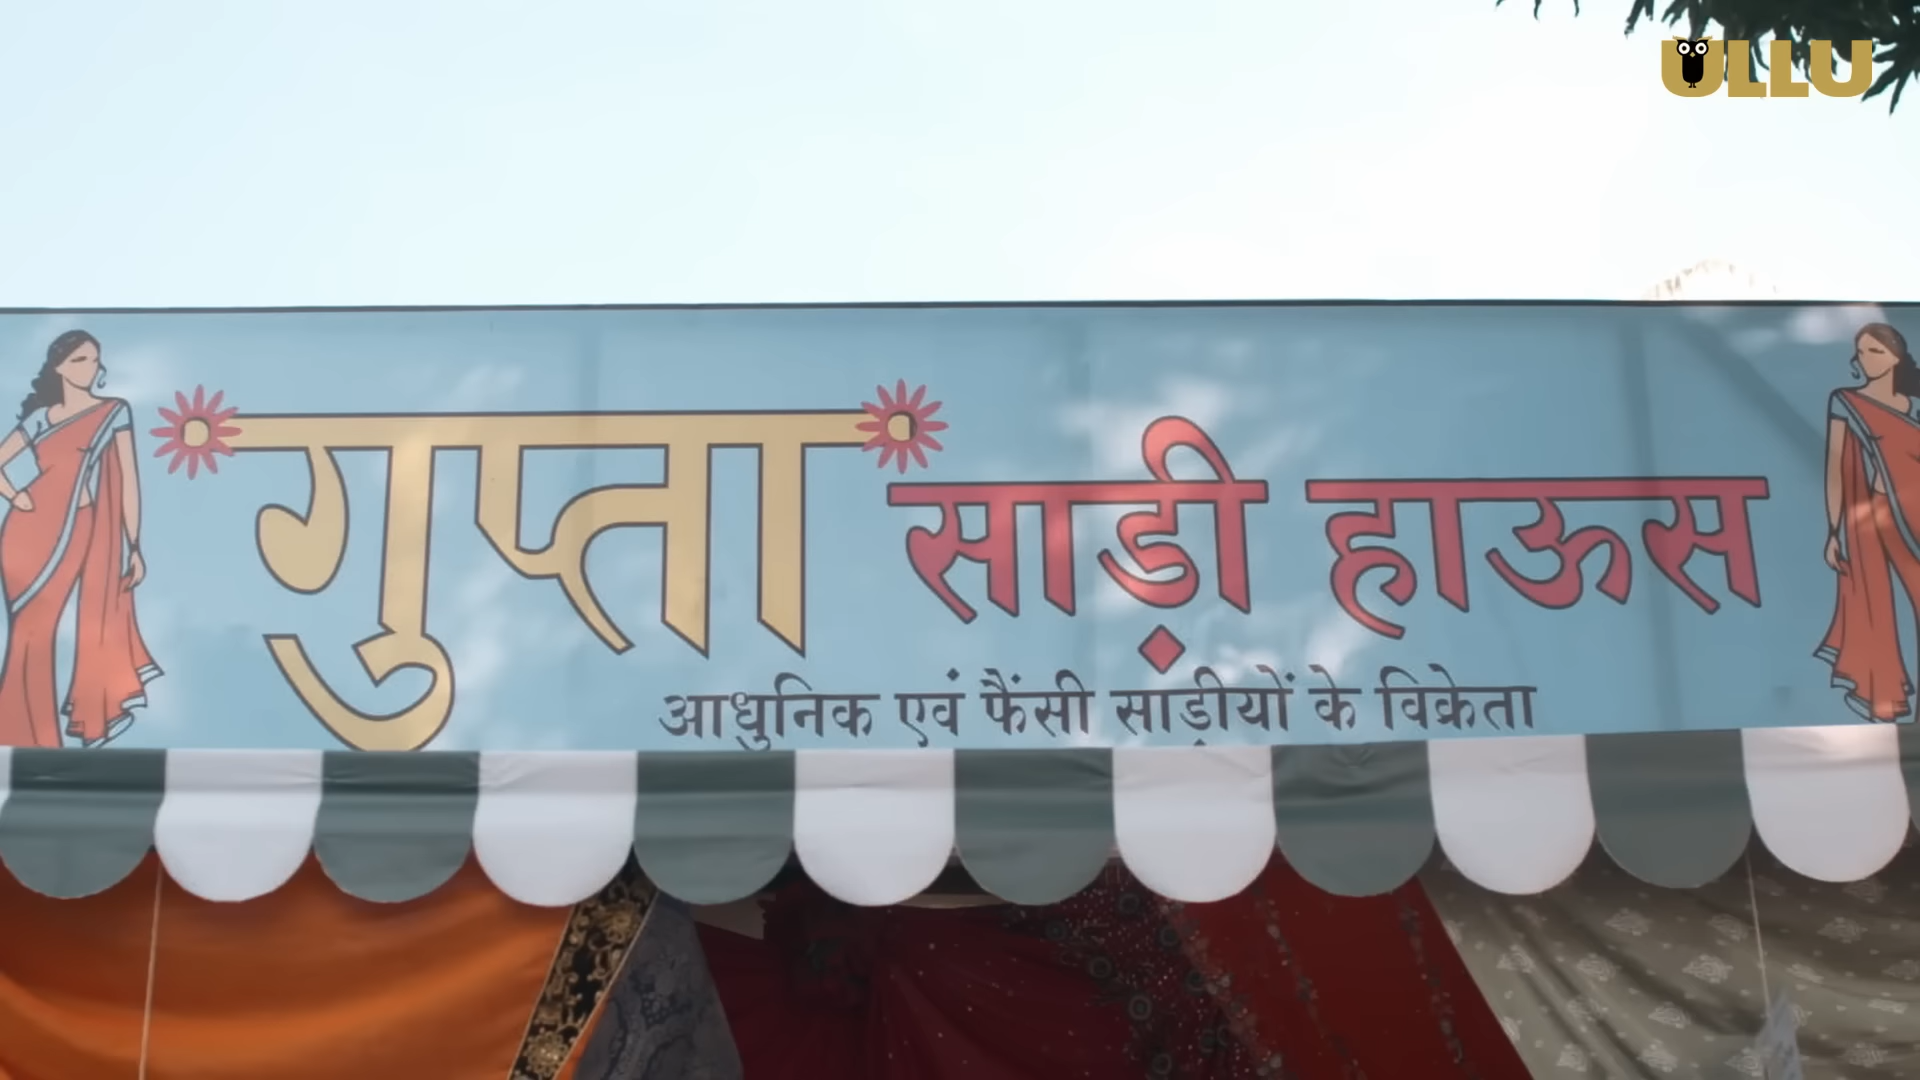 ULLU
गुप्ता साड़ी हाऊस
आधुनिक एवं फैंसी साड़ीयों के विक्रेता